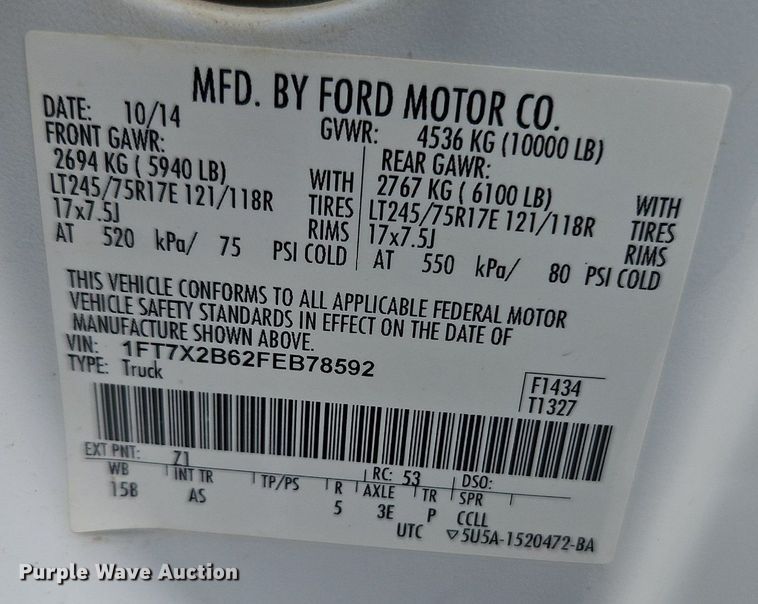 MFD. BY FORD MOTOR CO.
DATE: 10/14 GVWR: 4536 KG (10000 LB)
FRONT GAWR: REAR GAWR:
2694 KG ( 5940 LB) WITH 2767 KG ( 6100 LB) WITH
LT245/75R17E 121/118R TIRES LT245/75R17E 121/118R TIRES
17x7.5J RIMS 17x7.5J RIMS
AT 520 kPa/ 75 PSI COLD AT 550 kPa/ 80 PSI COLD
THIS VEHICLE CONFORMS TO ALL APPLICABLE FEDERAL MOTOR
VEHICLE SAFETY STANDARDS IN EFFECT ON THE DATE OF
MANUFACTURE SHOWN ABOVE.
VIN: 1FT7X2B62FEB78592
TYPE: Truck
F1434
T1327
EXT PNT: Z1 RC: 53 DSO:
WB INT TR TP/PS R AXLE TR SPR
158 AS 5 3E P CCLL
UTC ▽5U5A-1520472-BA
Purple Wave Auction